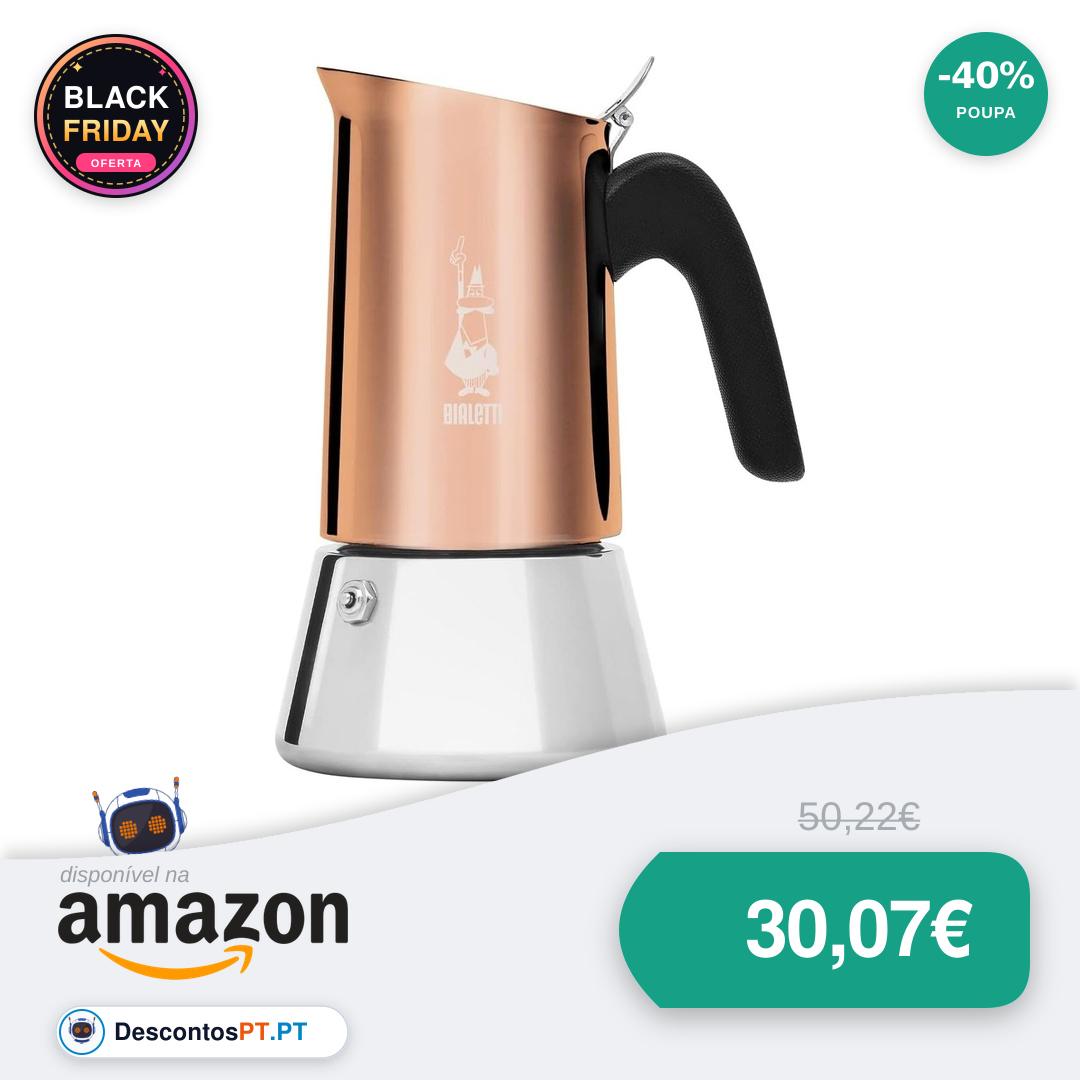 BLACK
FRIDAY
OFERTA
-40%
POUPA
BIALETTI
50,22€
30,07€
disponível na
amazon
DescontosPT.PT